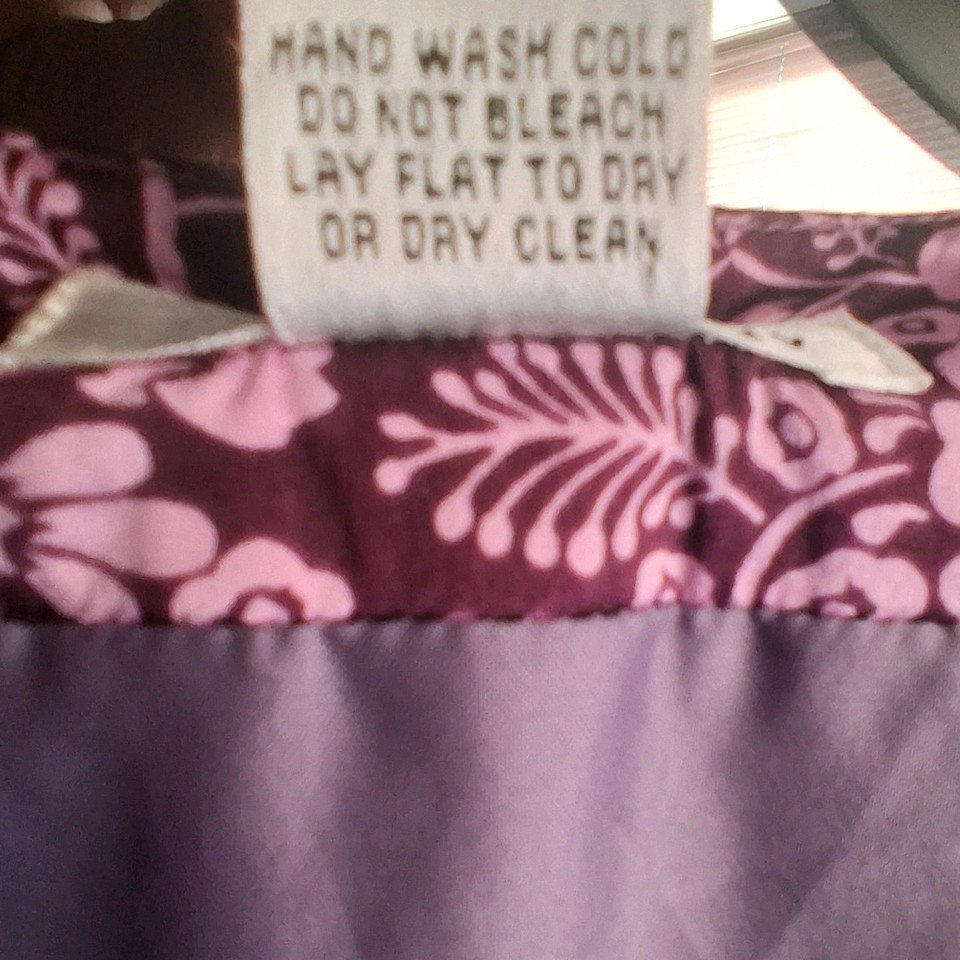 HAND WASH COLD
DO NOT BLEACH
LAY FLAT TO DRY
OR DRY CLEAN